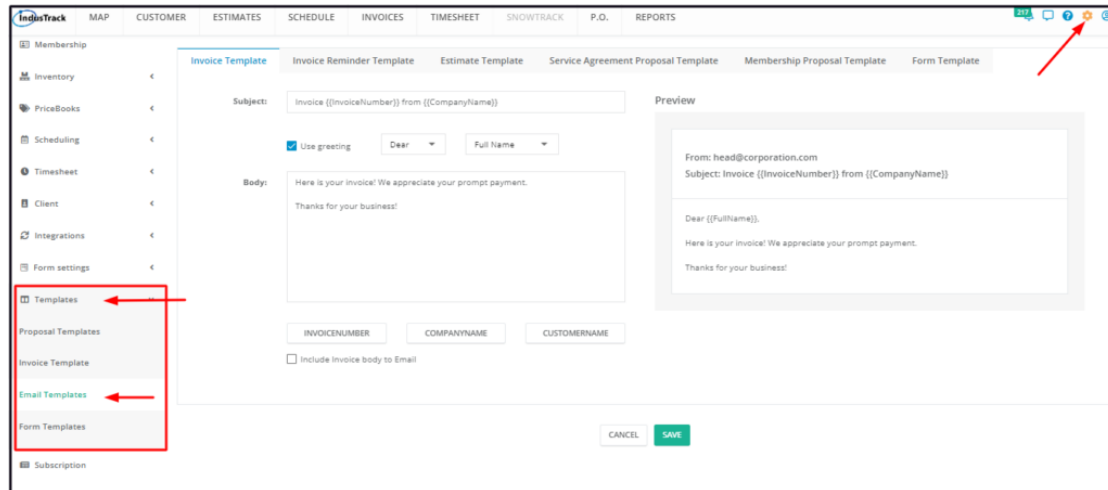 IndusTrack MAP CUSTOMER ESTIMATES SCHEDULE INVOICES TIMESHEET SNOWTRACK P.O. REPORTS 217
Membership
Inventory
PriceBooks
Scheduling
Timesheet
Client
Integrations
Form settings
Templates
Proposal Templates
Invoice Template
Email Templates
Form Templates
Subscription
Invoice Template Invoice Reminder Template Estimate Template Service Agreement Proposal Template Membership Proposal Template Form Template
Subject: Invoice {{InvoiceNumber}} from {{CompanyName}}
Use greeting Dear Full Name
Body: Here is your invoice! We appreciate your prompt payment.
Thanks for your business!
INVOICENUMBER COMPANYNAME CUSTOMERNAME
Include Invoice body to Email
Preview
From: head@corporation.com
Subject: Invoice {{InvoiceNumber}} from {{CompanyName}}
Dear {{FullName}},
Here is your invoice! We appreciate your prompt payment.
Thanks for your business!
CANCEL SAVE